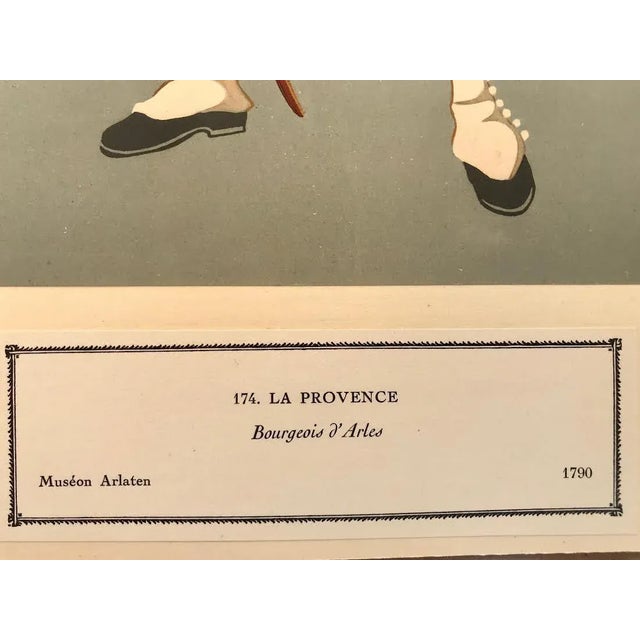 174. LA PROVENCE
Bourgeois d'Arles
Muséon Arlaten 1790